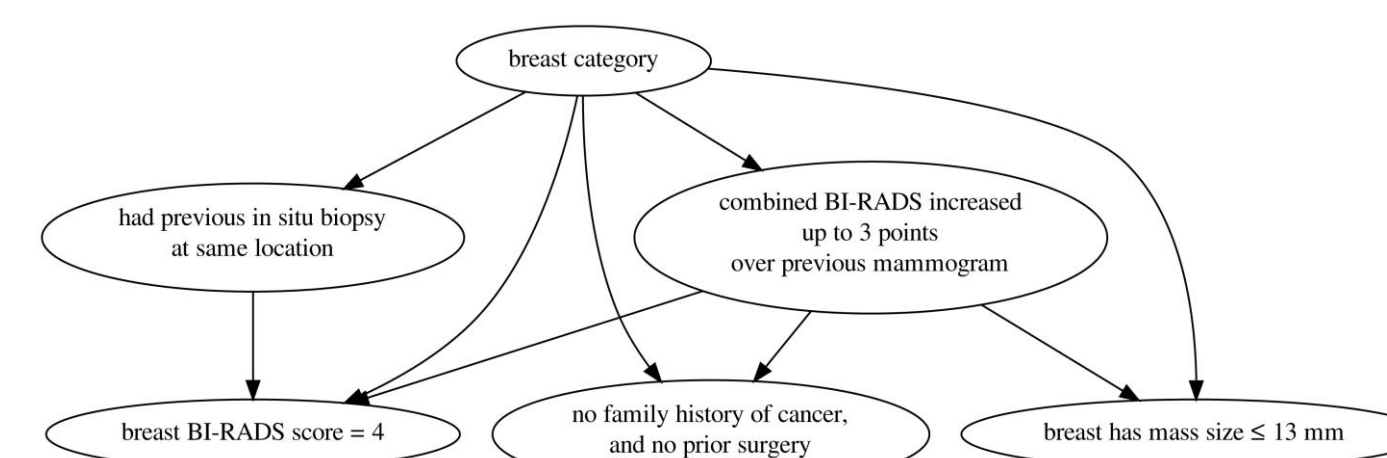 breast category
had previous in situ biopsy
at same location
combined BI-RADS increased
up to 3 points
over previous mammogram
breast BI-RADS score = 4
no family history of cancer,
and no prior surgery
breast has mass size ≤ 13 mm